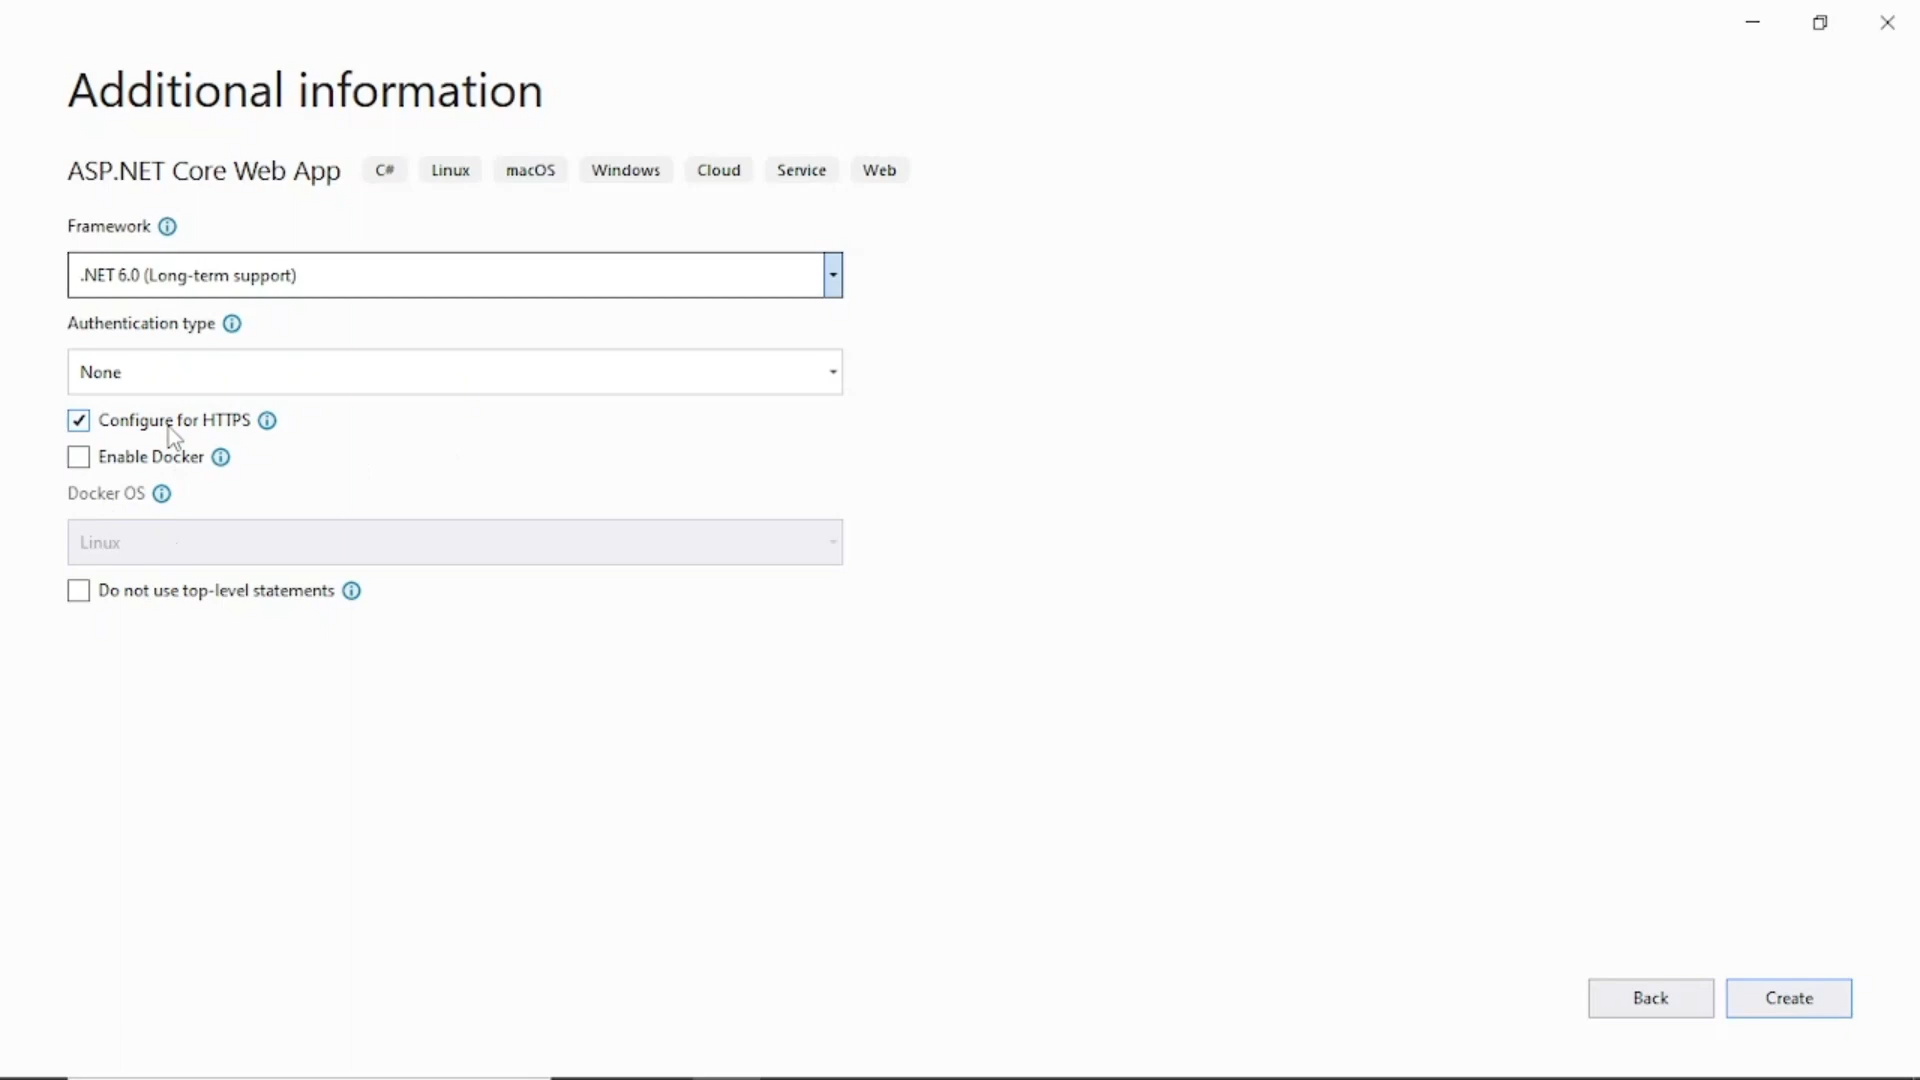 Additional information
ASP.NET Core Web App C# Linux macOS Windows Cloud Service Web
Framework
.NET 6.0 (Long-term support)
Authentication type
None
Configure for HTTPS
Enable Docker
Docker OS
Linux
Do not use top-level statements
Back Create